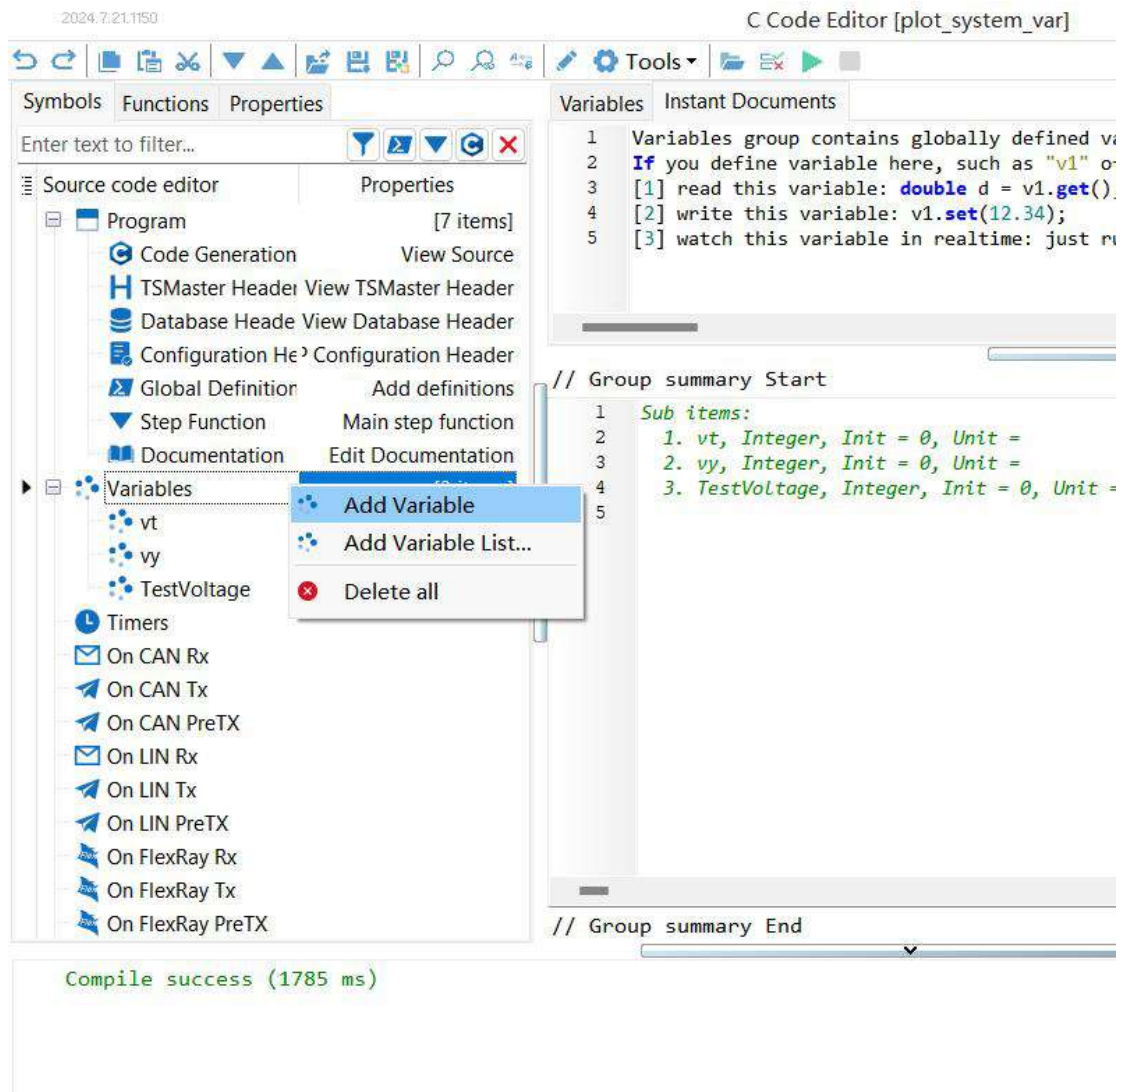 2024.7.21.1150
C Code Editor [plot_system_var]
Tools
Symbols Functions Properties
Variables Instant Documents
Enter text to filter...
Source code editor Properties
Program [7 items]
Code Generation View Source
TSMaster Header View TSMaster Header
Database Heade View Database Header
Configuration He Configuration Header
Global Definition Add definitions
Step Function Main step function
Documentation Edit Documentation
Variables
vt
vy
TestVoltage
Timers
On CAN Rx
On CAN Tx
On CAN PreTX
On LIN Rx
On LIN Tx
On LIN PreTX
On FlexRay Rx
On FlexRay Tx
On FlexRay PreTX
Add Variable
Add Variable List...
Delete all
1 Variables group contains globally defined va
2 If you define variable here, such as "v1" of
3 [1] read this variable: double d = v1.get()
4 [2] write this variable: v1.set(12.34);
5 [3] watch this variable in realtime: just ru
// Group summary Start
1 Sub items:
2 1. vt, Integer, Init = 0, Unit =
3 2. vy, Integer, Init = 0, Unit =
4 3. TestVoltage, Integer, Init = 0, Unit =
5
// Group summary End
Compile success (1785 ms)